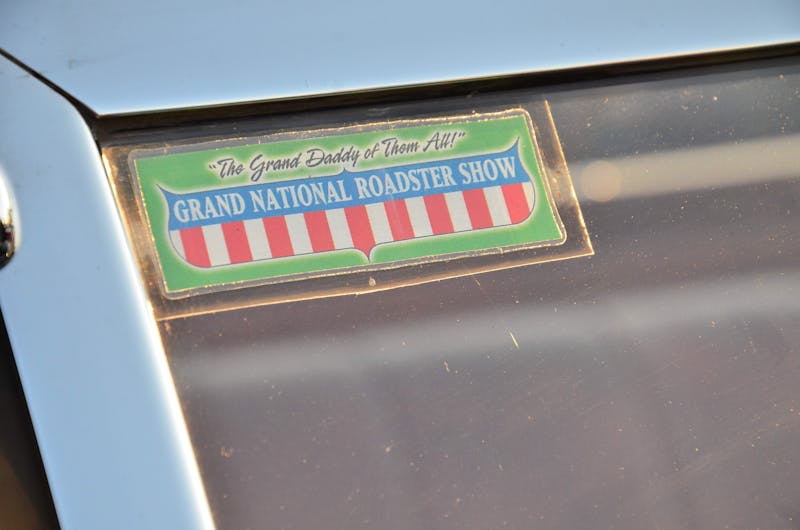 "The Grand Daddy of Them All!"
GRAND NATIONAL ROADSTER SHOW